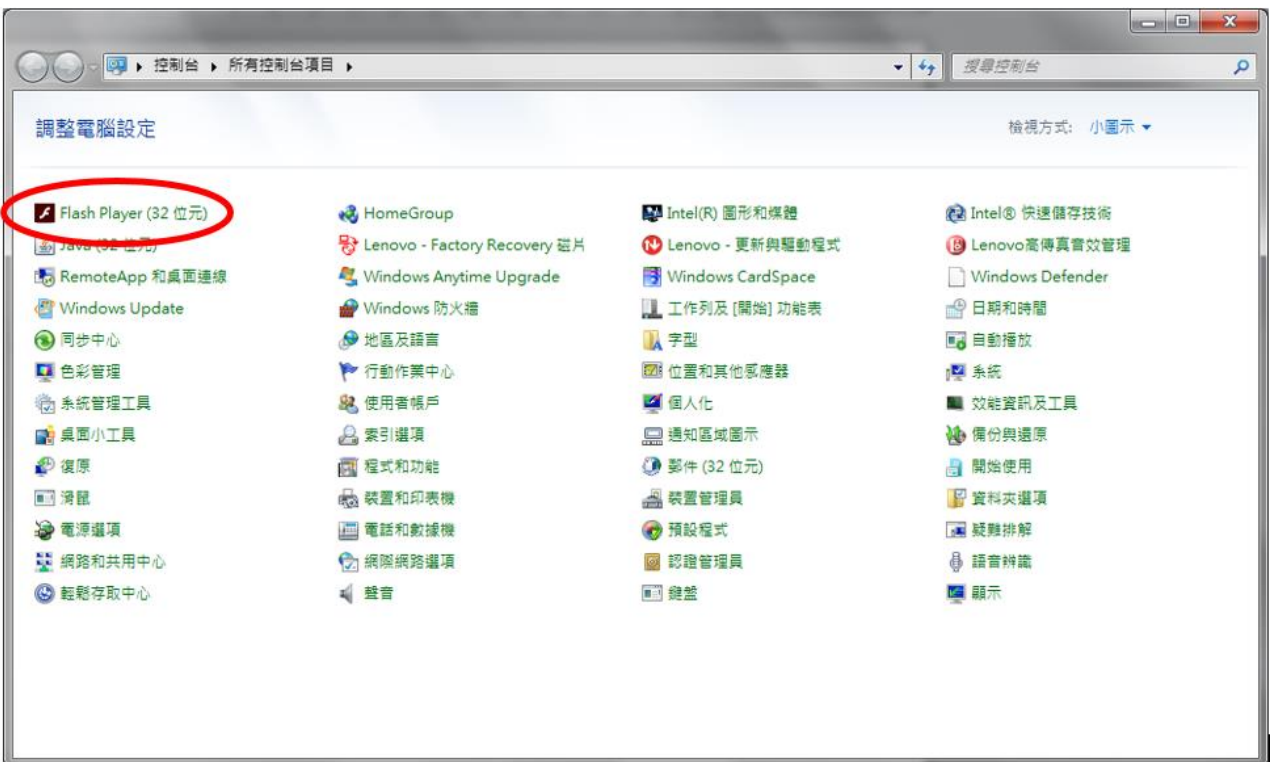 控制台 ▸ 所有控制台項目 ▸
搜尋控制台
調整電腦設定
檢視方式: 小圖示
Flash Player (32 位元) HomeGroup Intel(R) 圖形和媒體 Intel® 快速儲存技術
Java (32 位元) Lenovo - Factory Recovery 磁片 Lenovo - 更新與驅動程式 Lenovo高傳真音效管理
RemoteApp 和桌面連線 Windows Anytime Upgrade Windows CardSpace Windows Defender
Windows Update Windows 防火牆 工作列及 [開始] 功能表 日期和時間
同步中心 地區及語言 字型 自動播放
色彩管理 行動作業中心 位置和其他感應器 系統
系統管理工具 使用者帳戶 個人化 效能資訊及工具
桌面小工具 索引選項 通知區域圖示 備份與還原
復原 程式和功能 郵件 (32 位元) 開始使用
滑鼠 裝置和印表機 裝置管理員 資料夾選項
電源選項 電話和數據機 預設程式 疑難排解
網路和共用中心 網際網路選項 認證管理員 語音辨識
輕鬆存取中心 聲音 鍵盤 顯示